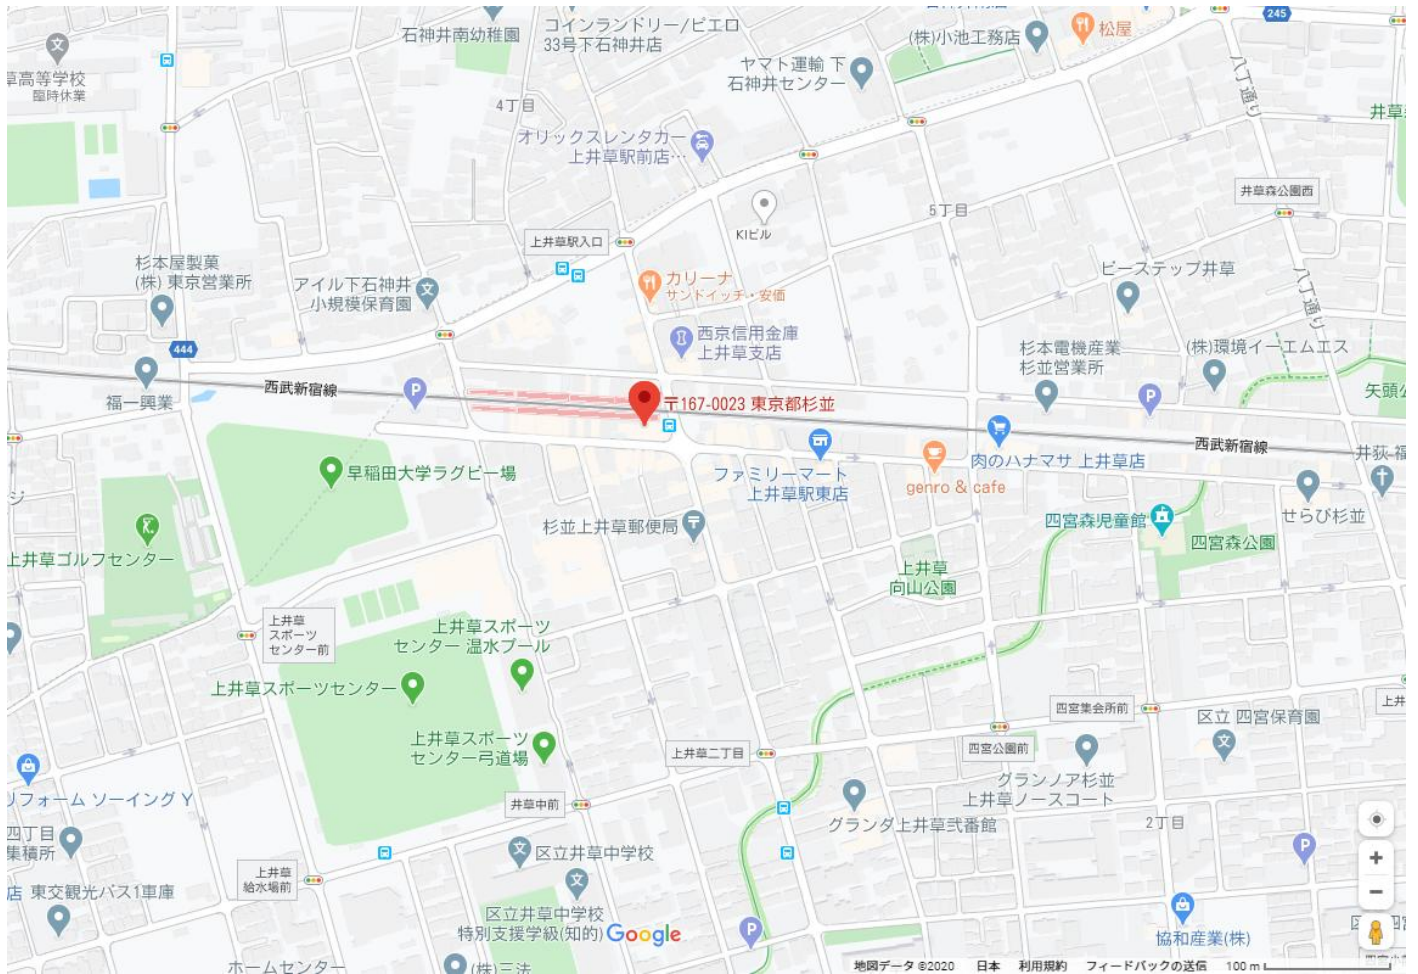 石神井南幼稚園
コインランドリー/ピエロ
33号下石神井店
(株)小池工務店
松屋
245
草高等学校
臨時休業
ヤマト運輸 下
石神井センター
八丁通り
4丁目
オリックスレンタカー
上井草駅前店…
井草
5丁目
井草森公園西
KIビル
上井草駅入口
杉本屋製菓
(株) 東京営業所
アイル下石神井
小規模保育園
カリーナ
サンドイッチ・安価
ピーステップ井草
八丁通り
西京信用金庫
上井草支店
杉本電機産業
杉並営業所
(株)環境イーエムエス
444
福一興業
西武新宿線
P
〒167-0023 東京都杉並
P
矢頭公
西武新宿線
早稲田大学ラグビー場
ファミリーマート
上井草駅東店
genro & cafe
肉のハナマサ 上井草店
井荻 福
ジ
せらび杉並
杉並上井草郵便局
四宮森児童館
四宮森公園
上井草ゴルフセンター
上井草
向山公園
上井草
スポーツ
センター前
上井草スポーツ
センター 温水プール
上井草スポーツセンター
上井草スポーツ
センター弓道場
上井草二丁目
四宮集会所前
四宮公園前
区立 四宮保育園
上井
リフォーム ソーイング Y
井草中前
グランノア杉並
上井草ノースコート
グランダ上井草弐番館
2丁目
四丁目
集積所
区立井草中学校
P
上井草
給水場前
店 東交観光バス1車庫
区立井草中学校
特別支援学級(知的)
Google
P
協和産業(株)
ホームセンター
(株)三法
地図データ ©2020 日本 利用規約 フィードバックの送信 100 m